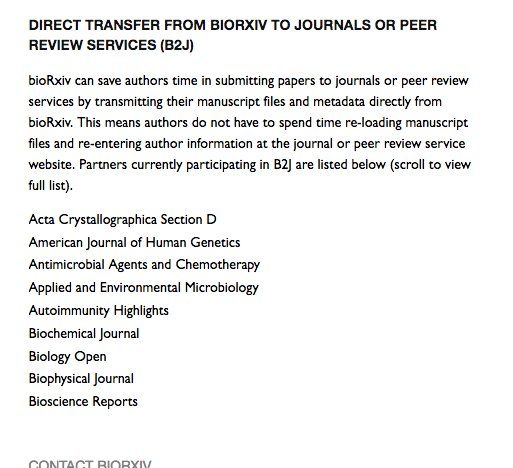 DIRECT TRANSFER FROM BIORXIV TO JOURNALS OR PEER
REVIEW SERVICES (B2J)
bioRxiv can save authors time in submitting papers to journals or peer review
services by transmitting their manuscript files and metadata directly from
bioRxiv. This means authors do not have to spend time re-loading manuscript
files and re-entering author information at the journal or peer review service
website. Partners currently participating in B2J are listed below (scroll to view
full list).
Acta Crystallographica Section D
American Journal of Human Genetics
Antimicrobial Agents and Chemotherapy
Applied and Environmental Microbiology
Autoimmunity Highlights
Biochemical Journal
Biology Open
Biophysical Journal
Bioscience Reports
CONTACT BIORXIV